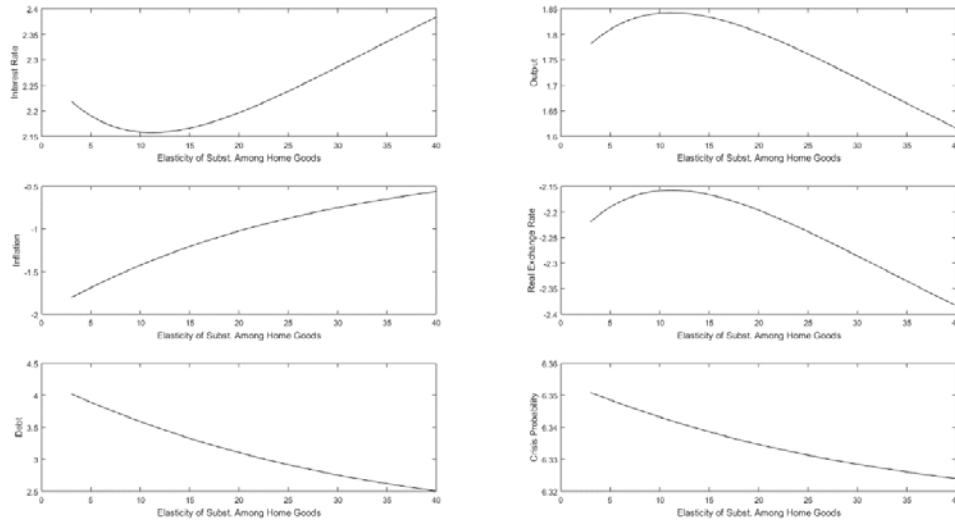 2.4
2.35
2.3
2.25
2.2
2.15
Interest Rate
0 5 10 15 20 25 30 35 40
Elasticity of Subst. Among Home Goods
1.85
1.8
1.75
1.7
1.65
1.6
Output
0 5 10 15 20 25 30 35 40
Elasticity of Subst. Among Home Goods
-0.5
-1
-1.5
-2
Inflation
0 5 10 15 20 25 30 35 40
Elasticity of Subst. Among Home Goods
-2.15
-2.2
-2.25
-2.3
-2.35
-2.4
Real Exchange Rate
0 5 10 15 20 25 30 35 40
Elasticity of Subst. Among Home Goods
4.5
4
3.5
3
2.5
Debt
0 5 10 15 20 25 30 35 40
Elasticity of Subst. Among Home Goods
6.36
6.35
6.34
6.33
6.32
Crisis Probability
0 5 10 15 20 25 30 35 40
Elasticity of Subst. Among Home Goods